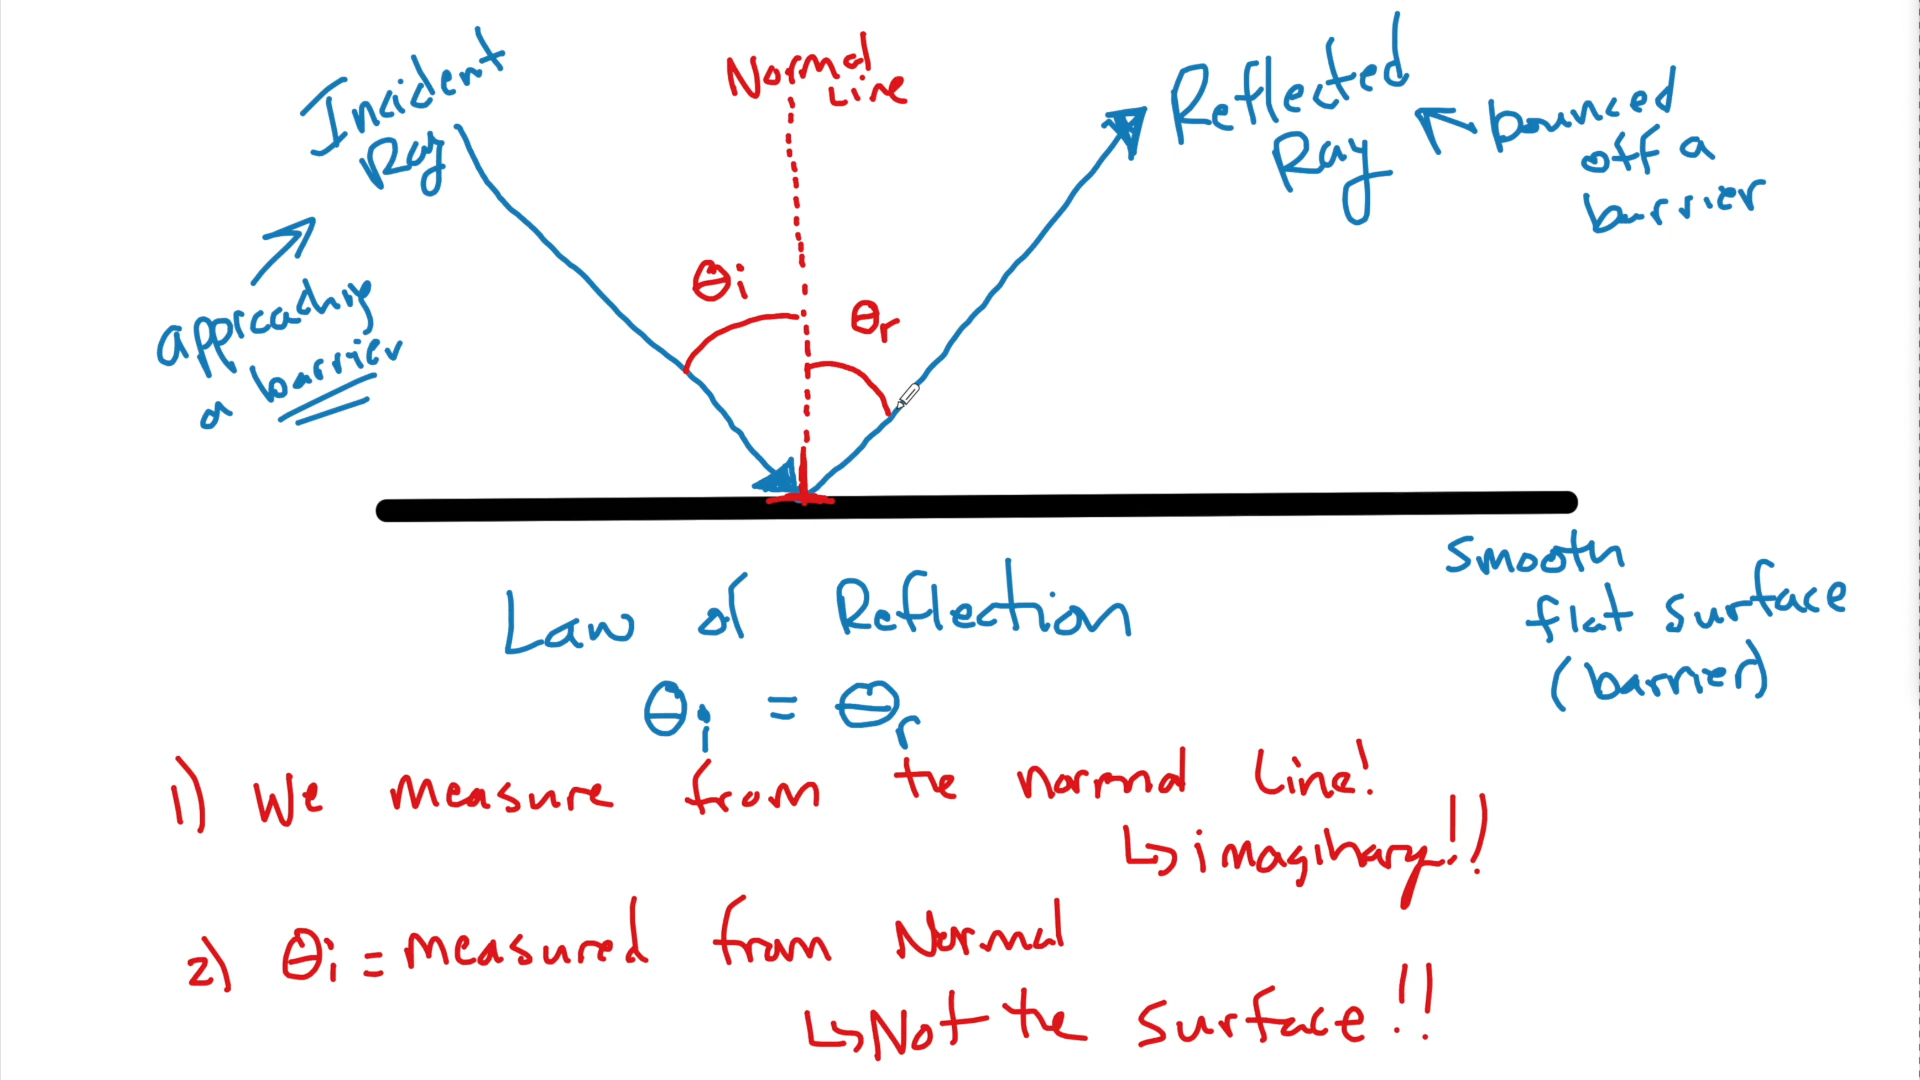 Incident
Ray
approaching
a barrier
Normal
Line
θi
θr
Reflected
Ray
bounced
off a
barrier
smooth
flat surface
(barrier)
Law of Reflection
θi = θr
1) We measure from the normal Line!
↳ imaginary!!
2) θi = measured from Normal
↳ Not the surface!!